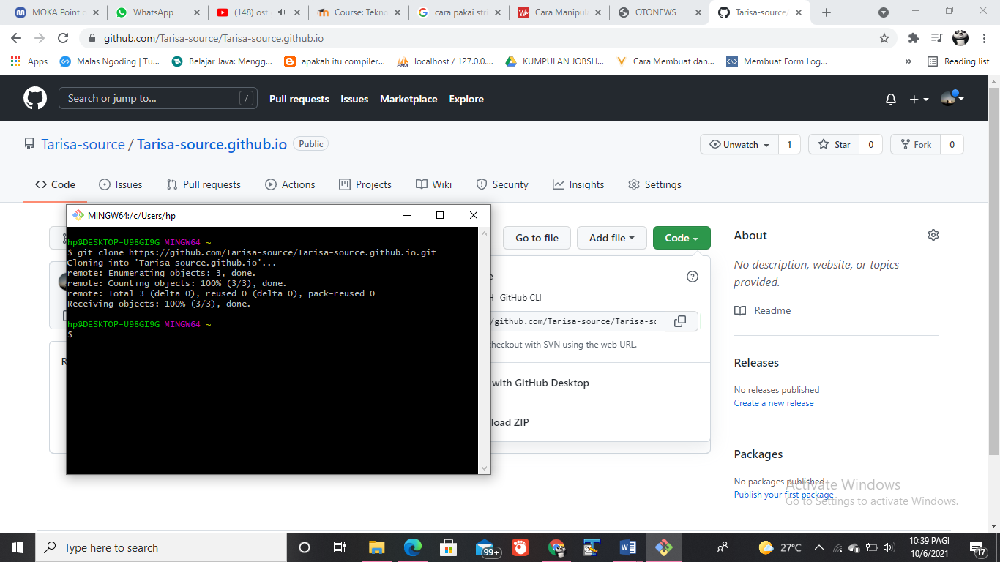 MOKA Point o
WhatsApp
(148) ost
Course: Tekno
cara pakai stri
Cara Manipul
OTONEWS
Tarisa-source/
github.com/Tarisa-source/Tarisa-source.github.io
Apps
Malas Ngoding | Tu...
Belajar Java: Mengg...
apakah itu compiler...
localhost / 127.0.0....
KUMPULAN JOBSH...
Cara Membuat dan...
Membuat Form Log...
»
Reading list
Search or jump to...
/
Pull requests
Issues
Marketplace
Explore
Tarisa-source / Tarisa-source.github.io
Public
Unwatch
1
Star
0
Fork
0
Code
Issues
Pull requests
Actions
Projects
Wiki
Security
Insights
Settings
MINGW64:/c/Users/hp
hp@DESKTOP-U98GI9G MINGW64 ~
$ git clone https://github.com/Tarisa-source/Tarisa-source.github.io.git
Cloning into 'Tarisa-source.github.io'...
remote: Enumerating objects: 3, done.
remote: Counting objects: 100% (3/3), done.
remote: Total 3 (delta 0), reused 0 (delta 0), pack-reused 0
Receiving objects: 100% (3/3), done.
hp@DESKTOP-U98GI9G MINGW64 ~
$
R
Go to file
Add file
Code
e
H
GitHub CLI
/github.com/Tarisa-source/Tarisa-so
heckout with SVN using the web URL.
with GitHub Desktop
load ZIP
About
No description, website, or topics
provided.
Readme
Releases
No releases published
Create a new release
Packages
No packages published
Publish your first package
Activate Windows
Go to Settings to activate Windows.
Type here to search
99+
27°C
10:39 PAGI
10/6/2021
17